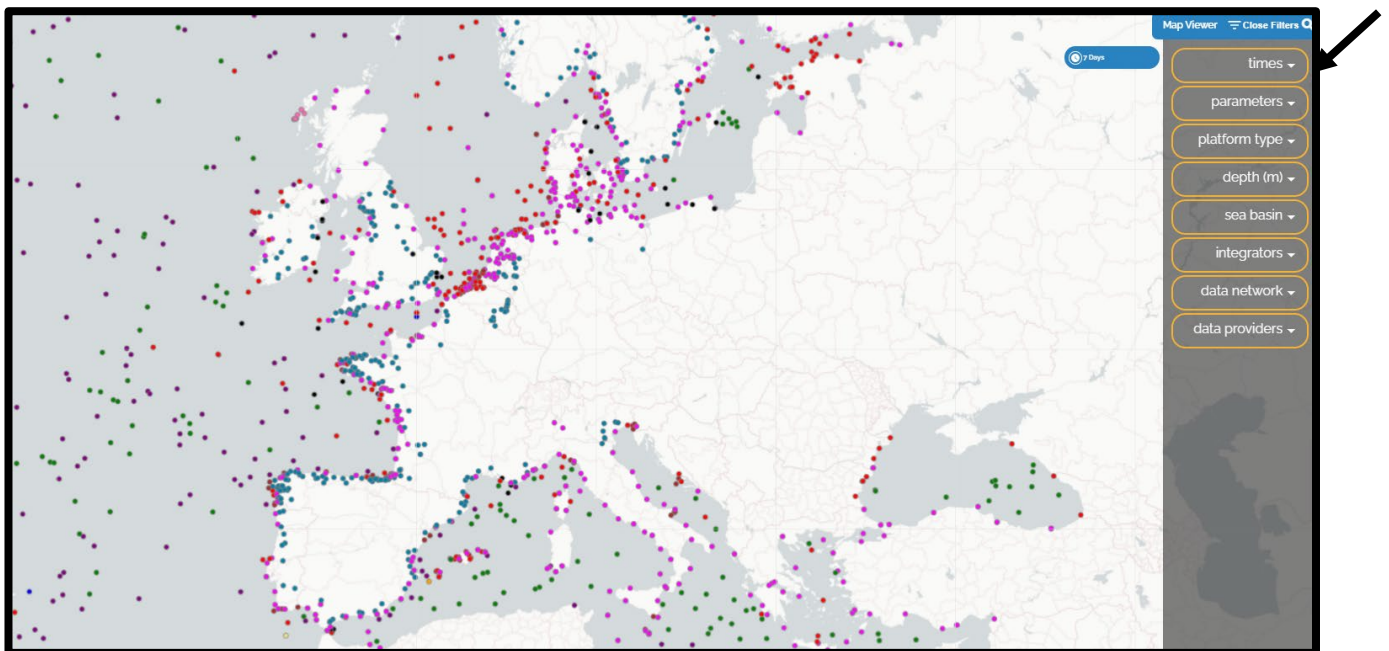 Map Viewer Close Filters
7 Days
times
parameters
platform type
depth (m)
sea basin
integrators
data network
data providers